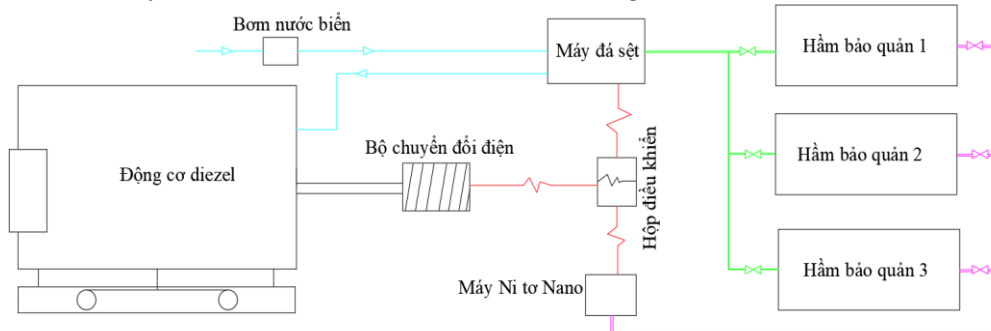 Bơm nước biển
Máy đá sệt
Hầm bảo quản 1
Bộ chuyển đổi điện
Động cơ diezel
Hộp điều khiển
Hầm bảo quản 2
Máy Ni tơ Nano
Hầm bảo quản 3